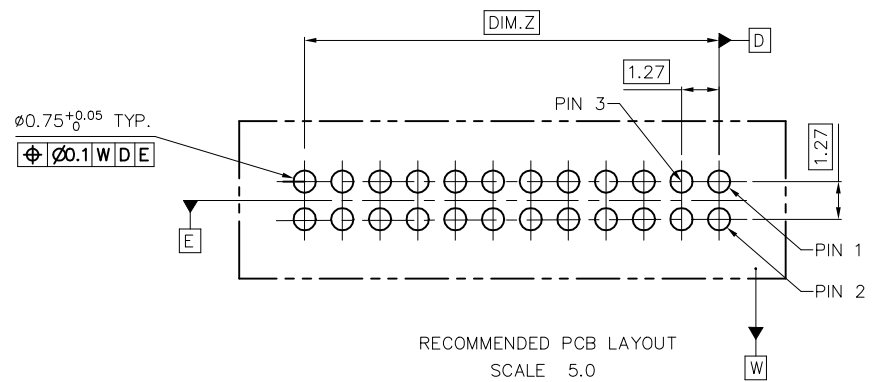 DIM.Z
D
1.27
PIN 3
ø0.75 +0.05 0 TYP.
⌖ Ø0.1 W D E
1.27
E
PIN 1
PIN 2
RECOMMENDED PCB LAYOUT
SCALE 5.0
W